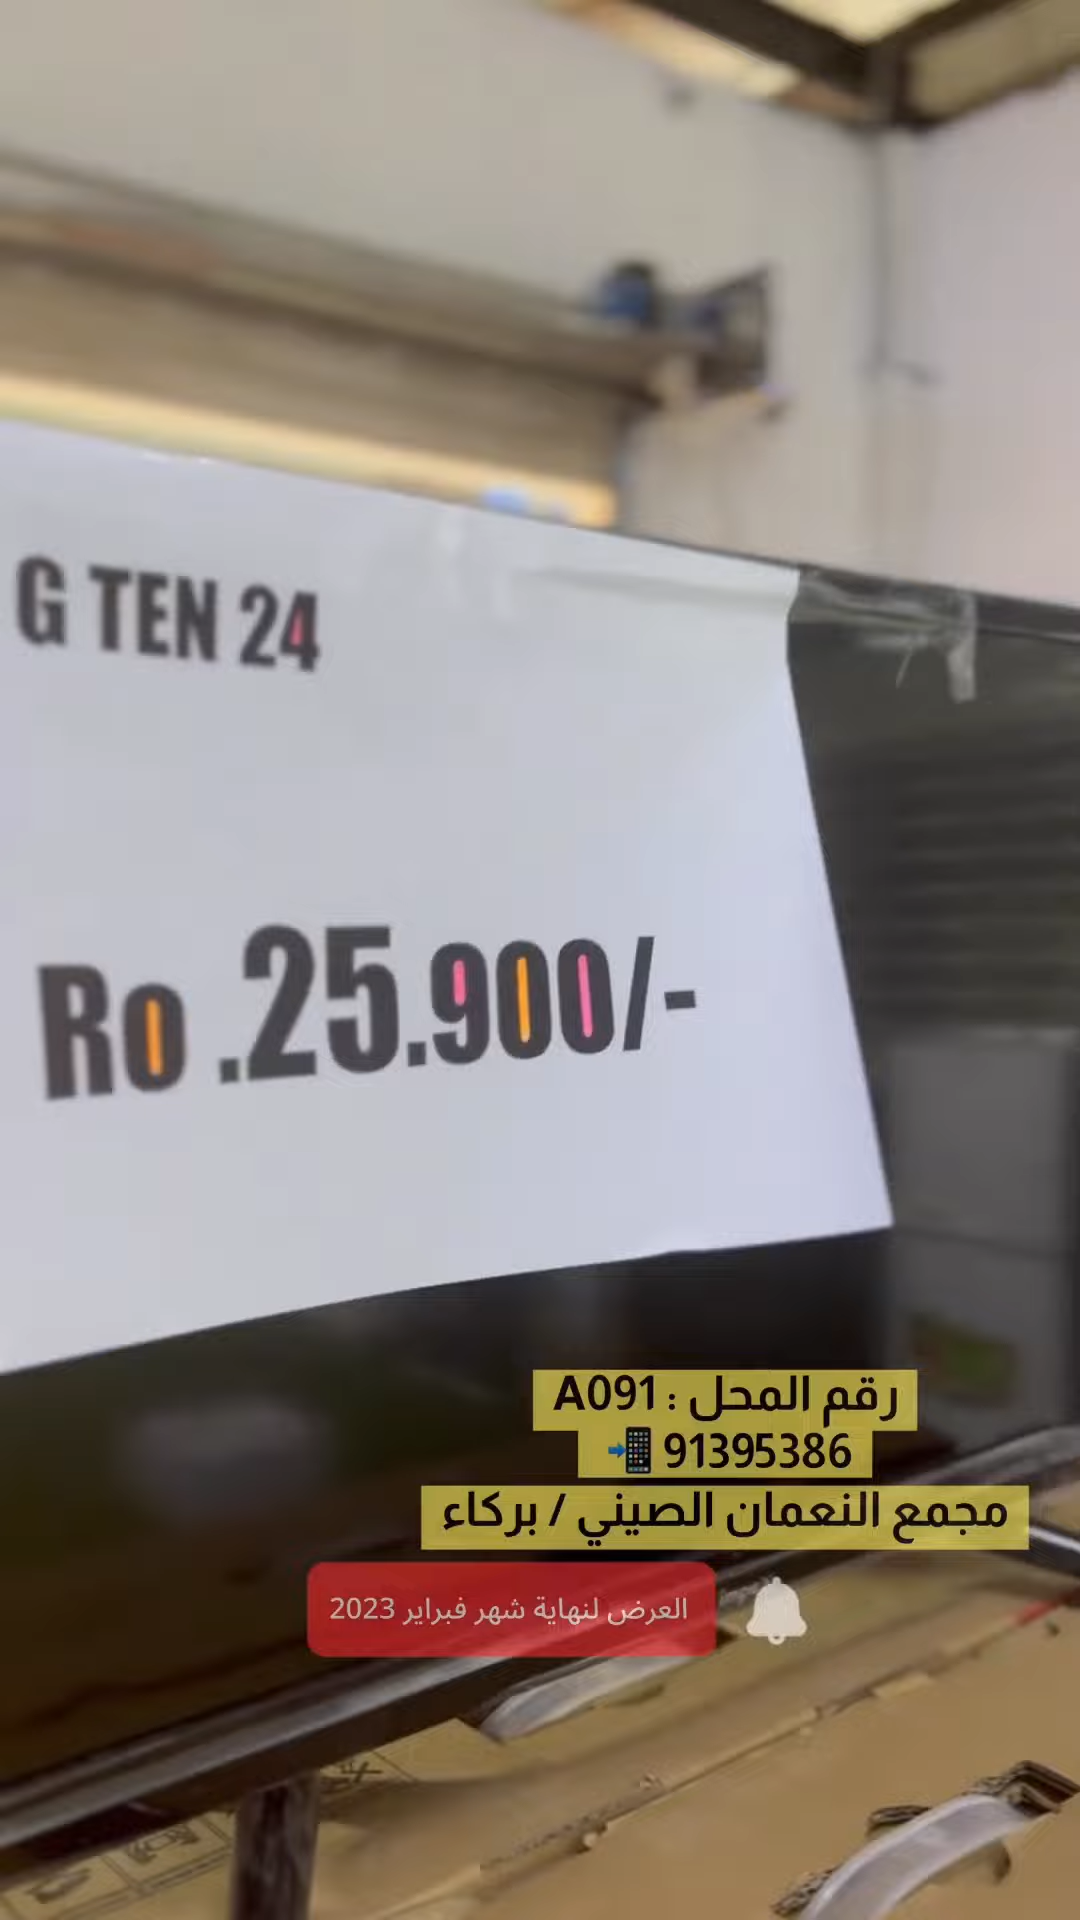 G TEN 24
Ro .25.900/-
رقم المحل : A091
91395386
مجمع النعمان الصيني / بركاء
العرض لنهاية شهر فبراير 2023